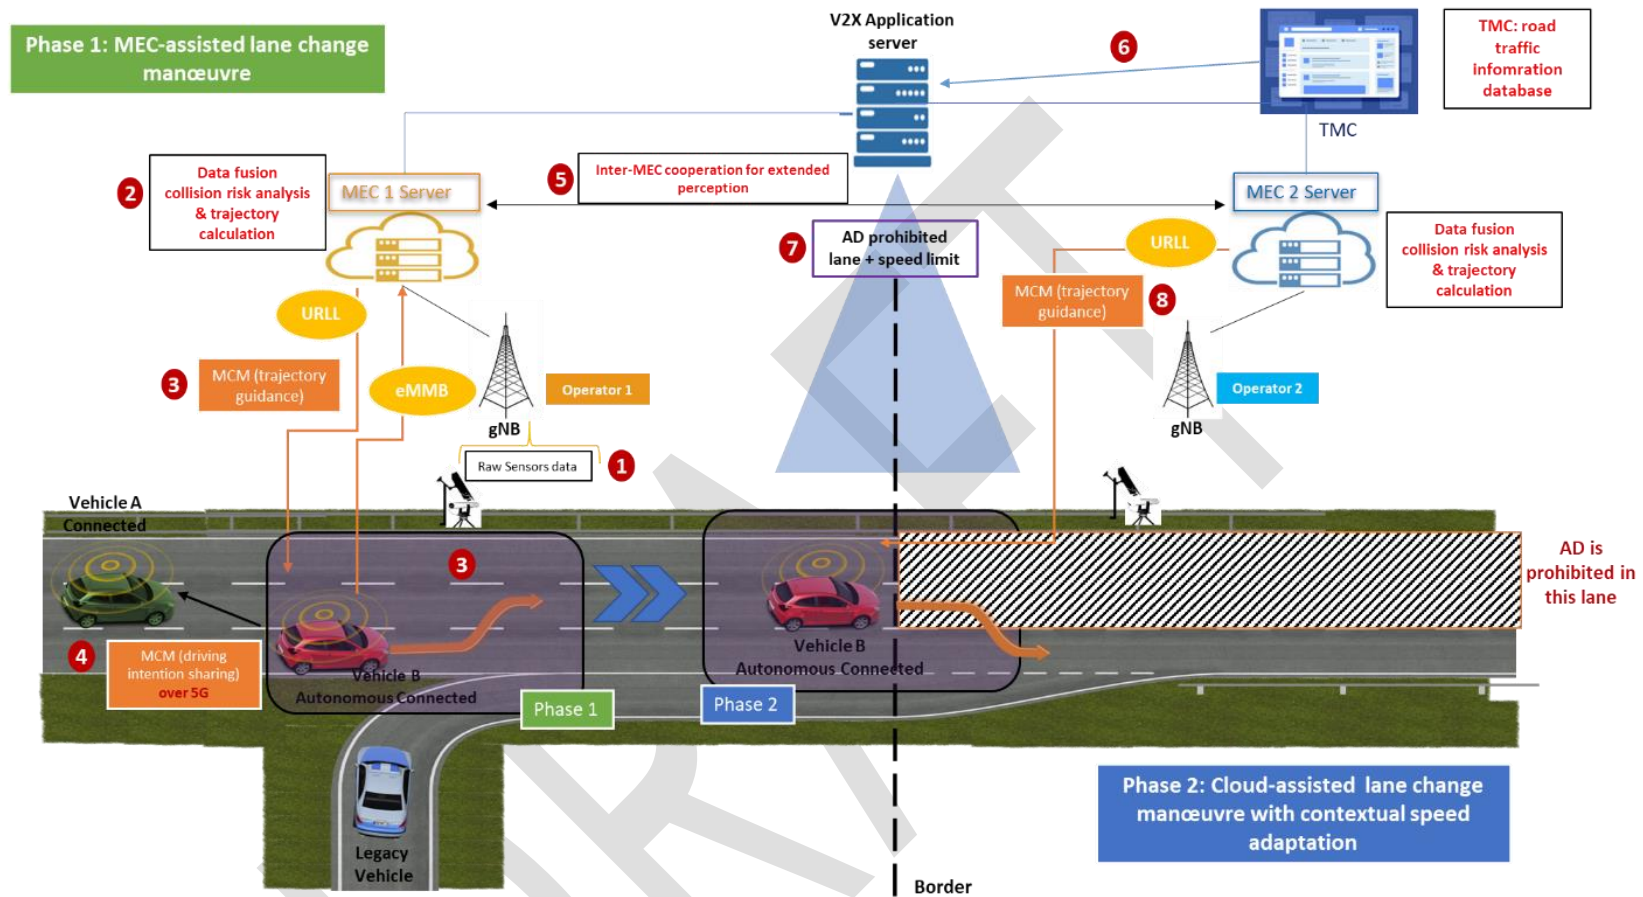 Phase 1: MEC-assisted lane change
manœuvre
V2X Application
server
6
TMC: road
traffic
infomration
database
TMC
2
Data fusion
collision risk analysis
& trajectory
calculation
MEC 1 Server
5
Inter-MEC cooperation for extended
perception
MEC 2 Server
7
AD prohibited
lane + speed limit
URLL
Data fusion
collision risk analysis
& trajectory
calculation
URLL
MCM (trajectory
guidance)
8
3
MCM (trajectory
guidance)
eMMB
Operator 1
gNB
Operator 2
gNB
Raw Sensors data
1
Vehicle A
Connected
3
AD is
prohibited in
this lane
4
MCM (driving
intention sharing)
over 5G
Vehicle B
Autonomous Connected
Vehicle B
Autonomous Connected
Phase 1
Phase 2
Phase 2: Cloud-assisted lane change
manœuvre with contextual speed
adaptation
Legacy
Vehicle
Border